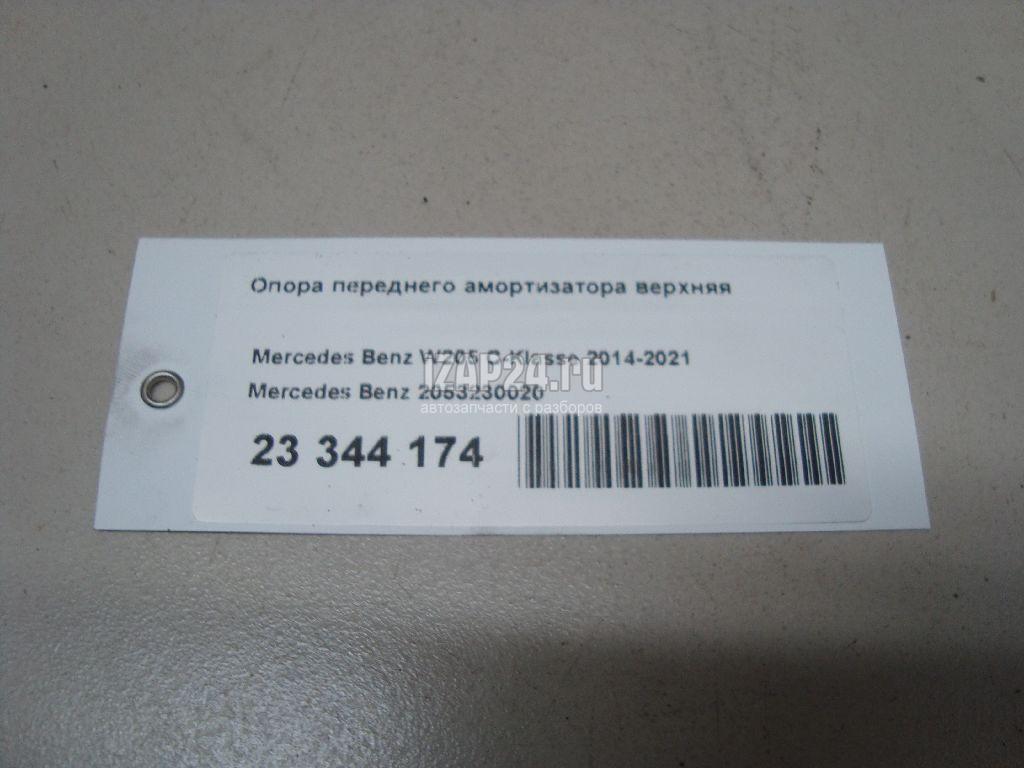 Опора переднего амортизатора верхняя
Mercedes Benz W205 C-Klasse 2014-2021
IZAP24.ru
Mercedes Benz 2053230020
автозапчасти с разборов
23 344 174